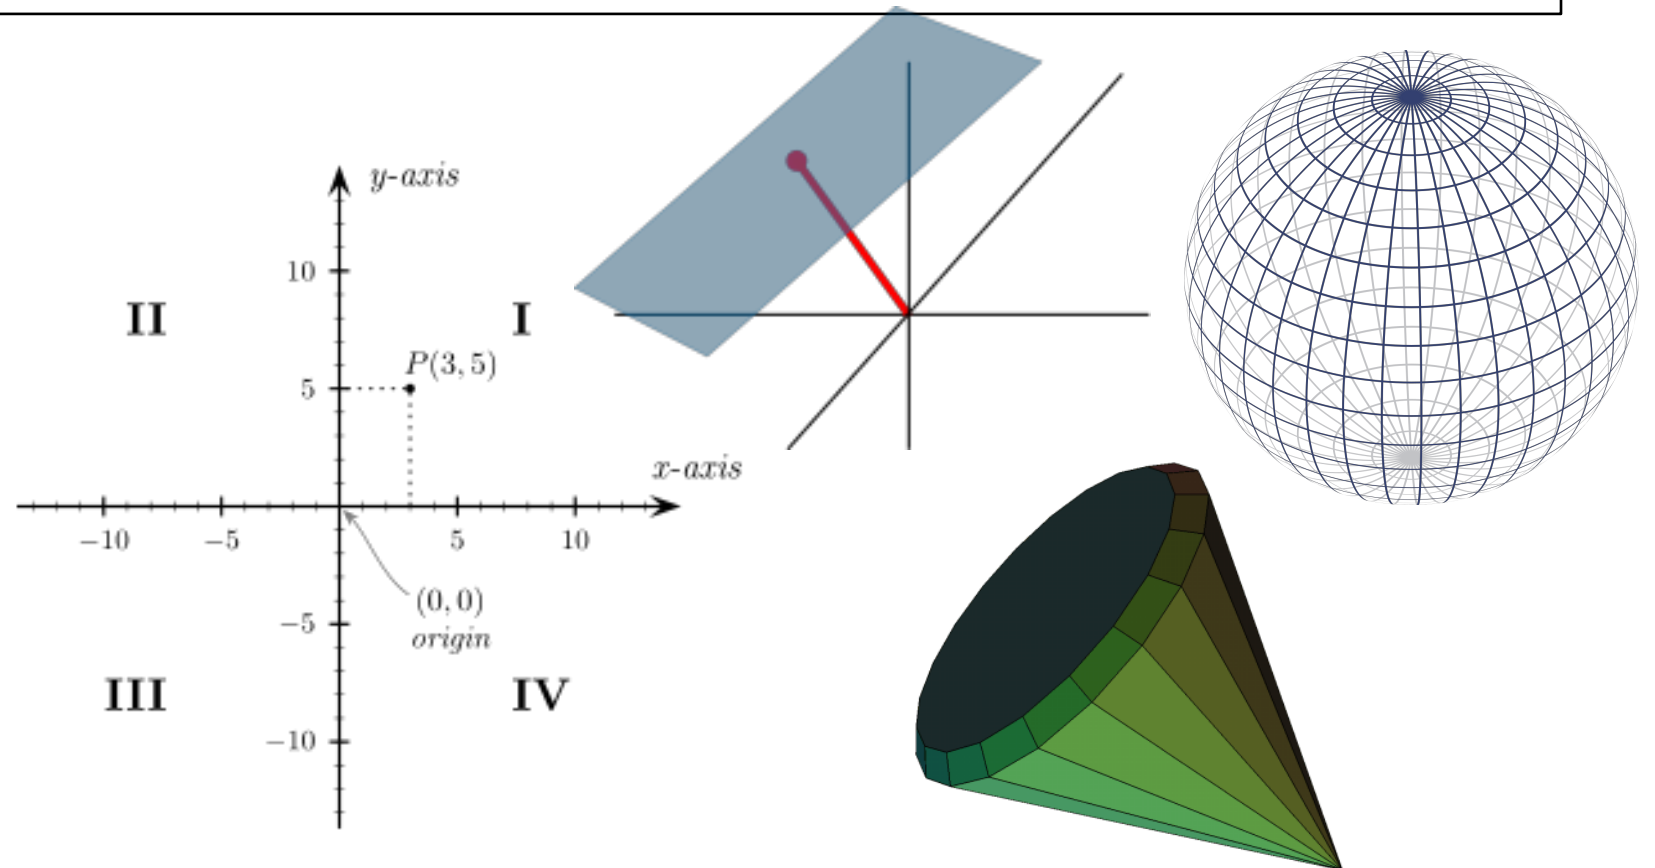 y-axis
10
II
I
P(3, 5)
5
x-axis
−10
−5
5
10
(0, 0)
−5
origin
III
IV
−10